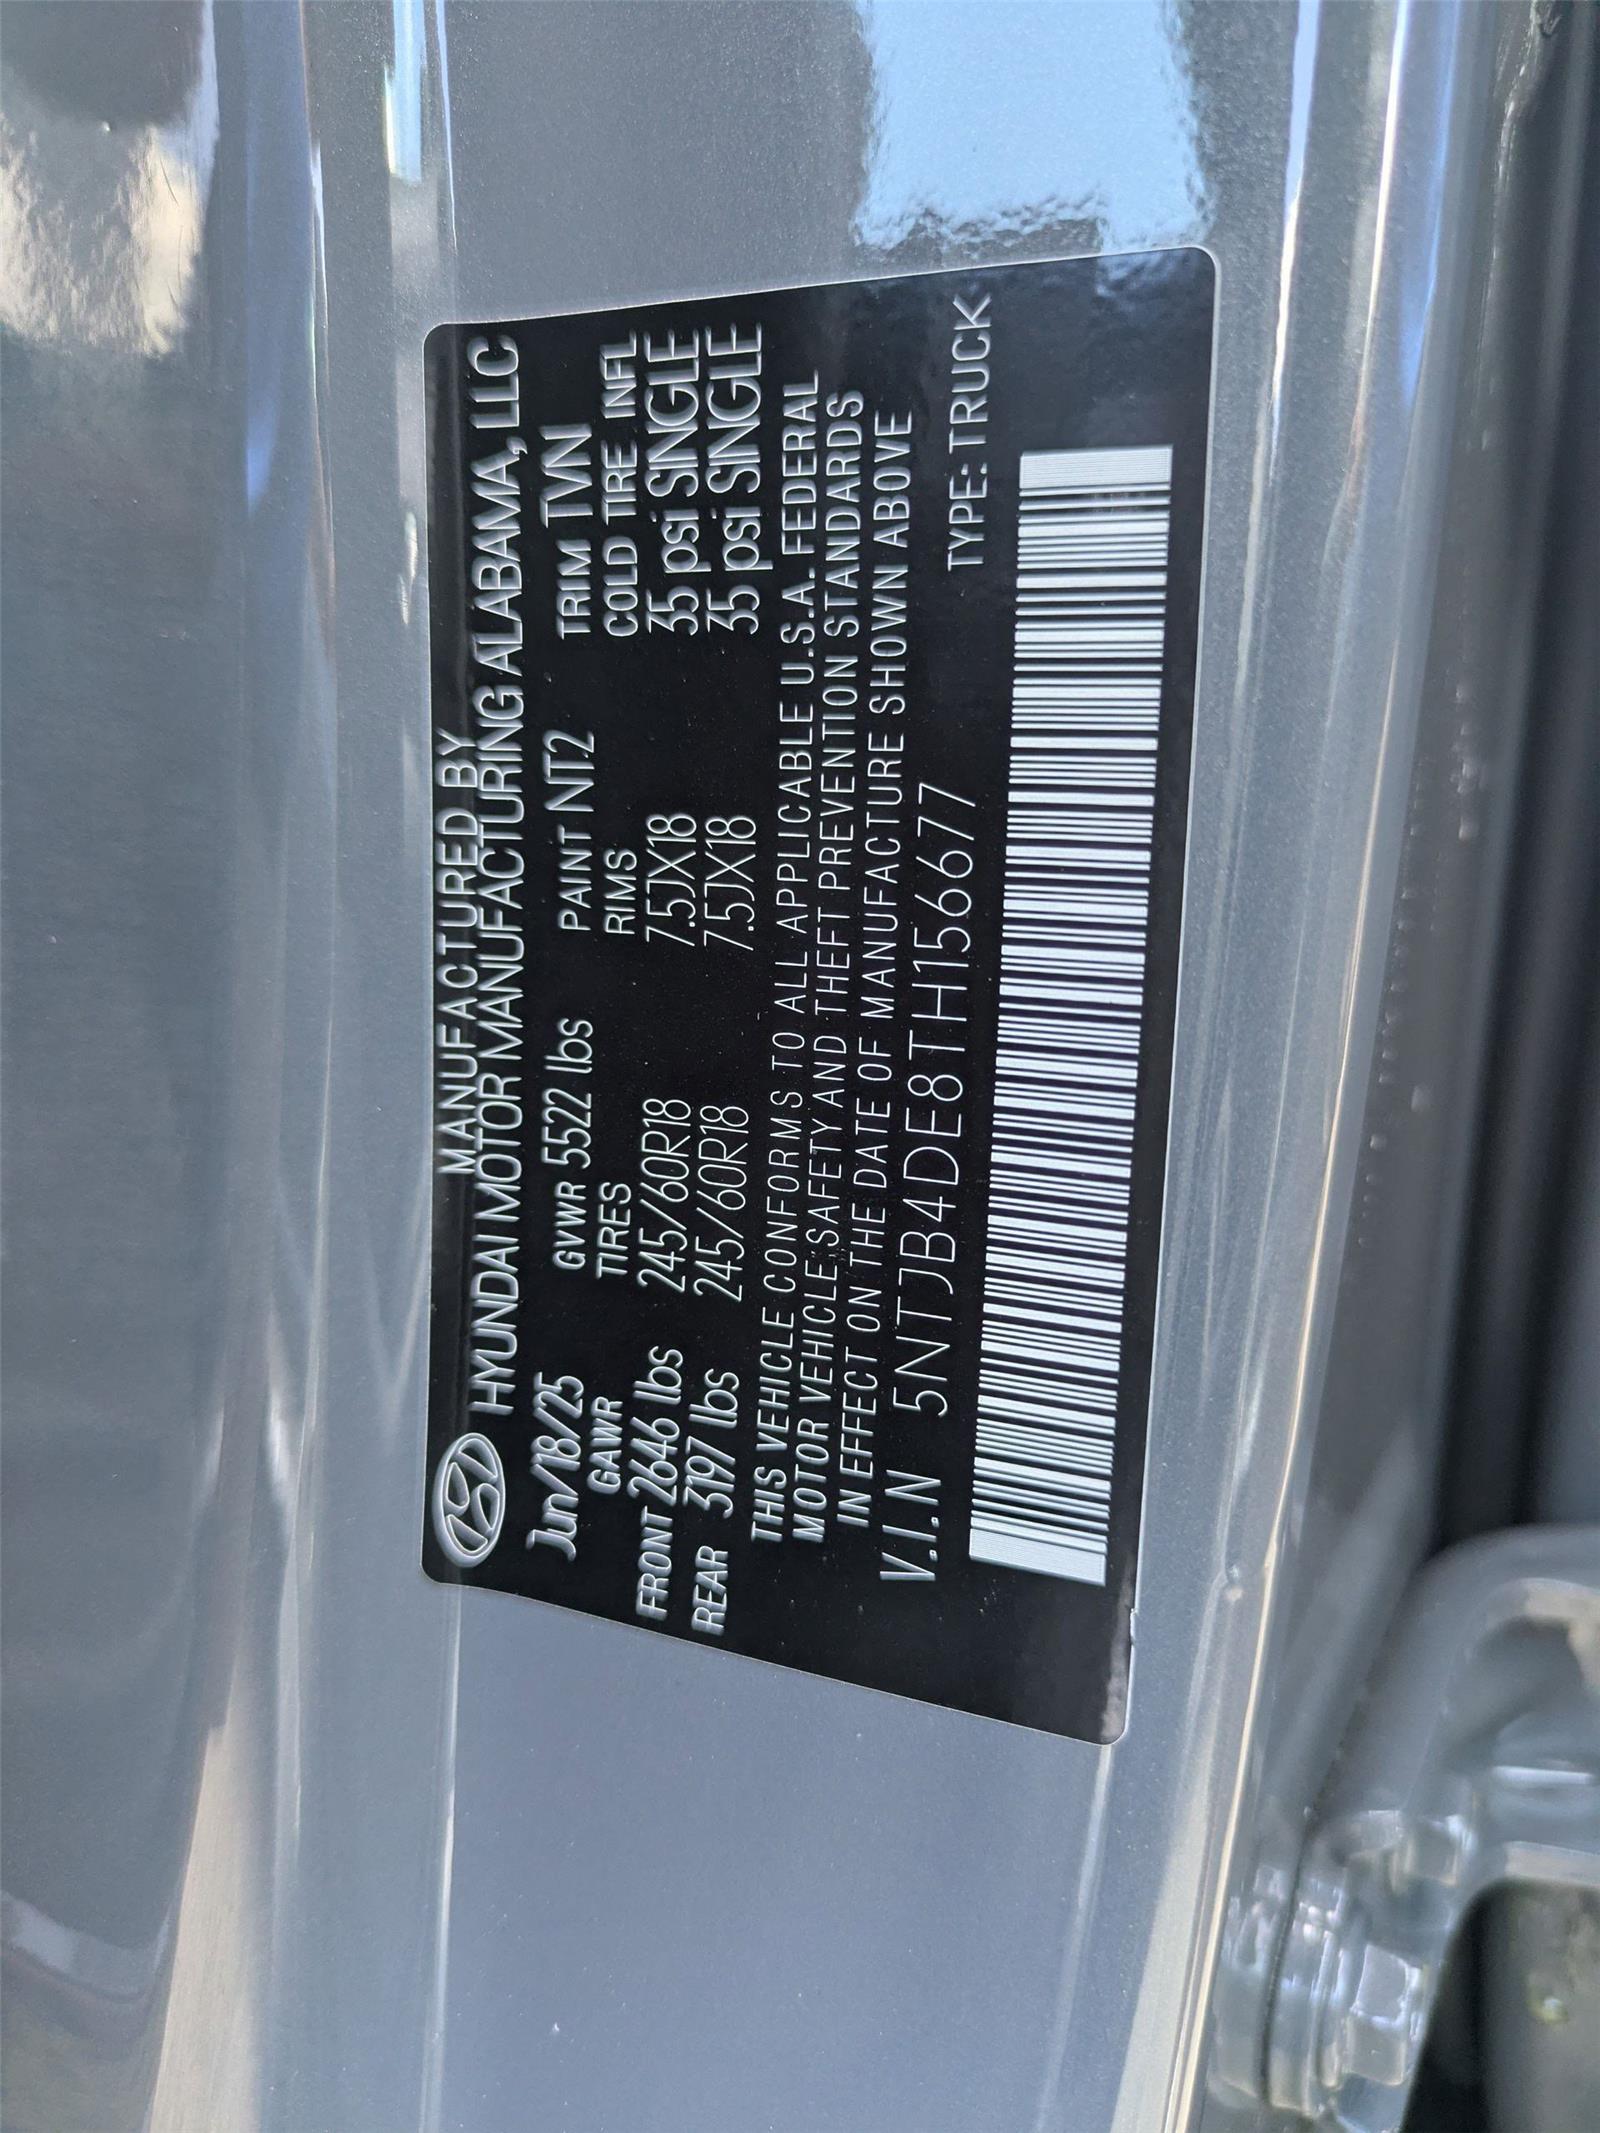 MANUFACTURED BY
HYUNDAI MOTOR MANUFACTURING ALABAMA, LLC
Jun/18/25 GVWR 5522 lbs PAINT NT2 TRIM TVN
GAWR TIRES RIMS COLD TIRE INFL
FRONT 2646 lbs 245/60R18 7.5JX18 35 psi SINGLE
REAR 3197 lbs 245/60R18 7.5JX18 35 psi SINGLE
THIS VEHICLE CONFORMS TO ALL APPLICABLE U.S.A. FEDERAL
MOTOR VEHICLE SAFETY AND THEFT PREVENTION STANDARDS
IN EFFECT ON THE DATE OF MANUFACTURE SHOWN ABOVE
V.I.N 5NTJB4DE8TH156677 TYPE: TRUCK